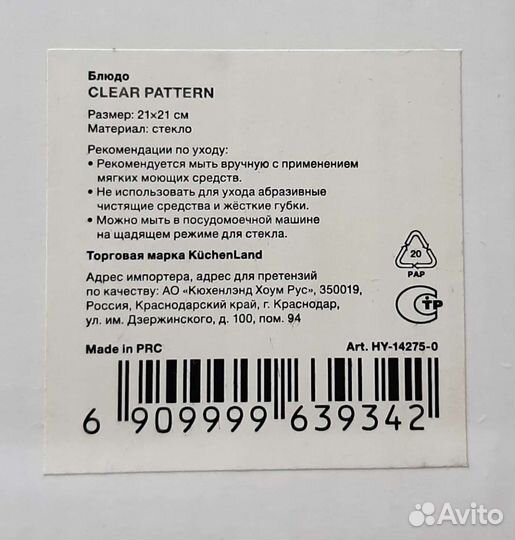 Блюдо
CLEAR PATTERN
Размер: 21×21 см
Материал: стекло
Рекомендации по уходу:
• Рекомендуется мыть вручную с применением
мягких моющих средств.
• Не использовать для ухода абразивные
чистящие средства и жёсткие губки.
• Можно мыть в посудомоечной машине
на щадящем режиме для стекла.
Торговая марка KüchenLand
Адрес импортера, адрес для претензий
по качеству: АО «Кюхенлэнд Хоум Рус», 350019,
Россия, Краснодарский край, г. Краснодар,
ул. им. Дзержинского, д. 100, пом. 94
20
PAP
СТР
Made in PRC Art. HY-14275-0
6 909999 639342
Avito